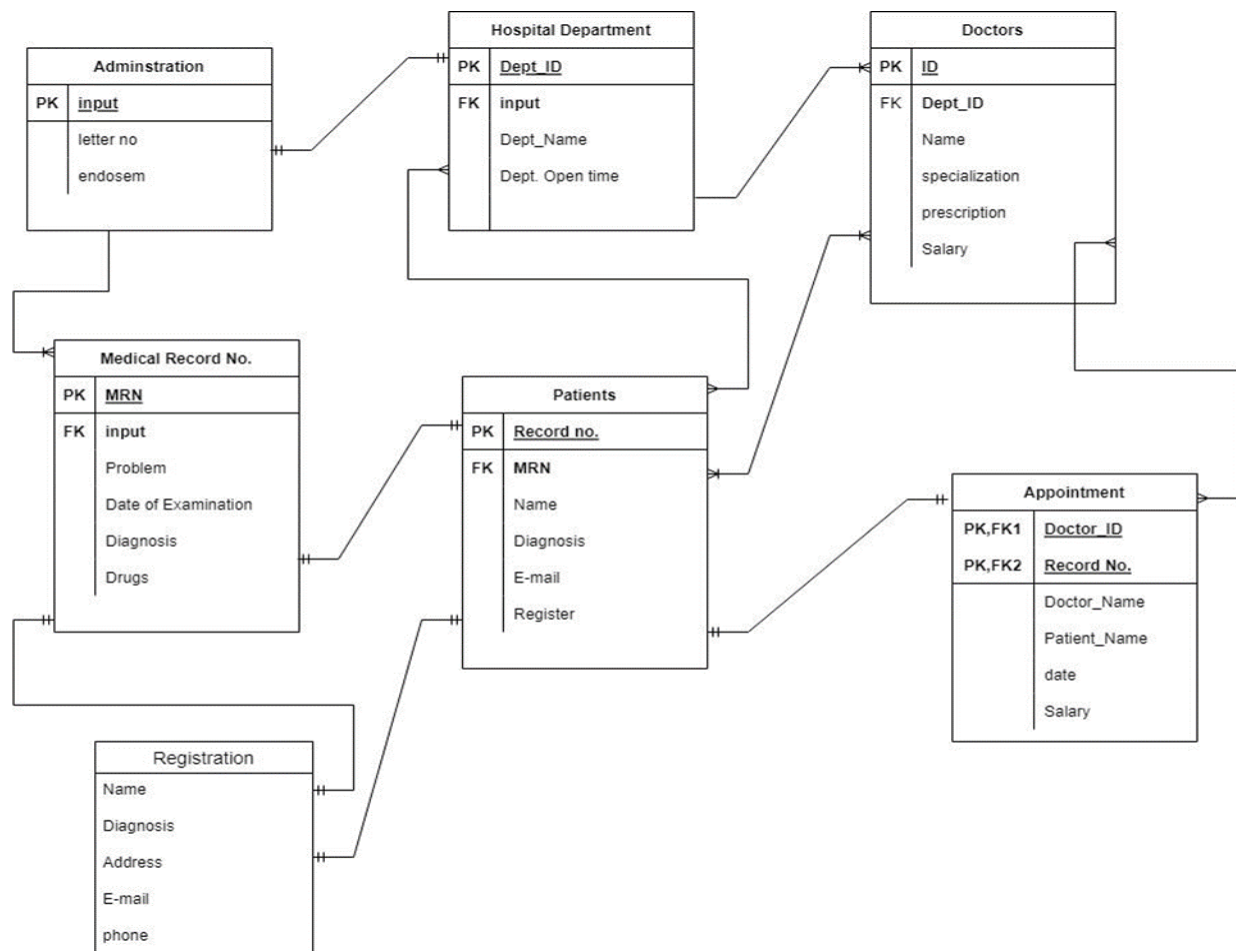 Adminstration
PK input
letter no
endosem
Hospital Department
PK Dept_ID
FK input
Dept_Name
Dept. Open time
Doctors
PK ID
FK Dept_ID
Name
specialization
prescription
Salary
Medical Record No.
PK MRN
FK input
Problem
Date of Examination
Diagnosis
Drugs
Patients
PK Record no.
FK MRN
Name
Diagnosis
E-mail
Register
Appointment
PK,FK1 Doctor_ID
PK,FK2 Record No.
Doctor_Name
Patient_Name
date
Salary
Registration
Name
Diagnosis
Address
E-mail
phone